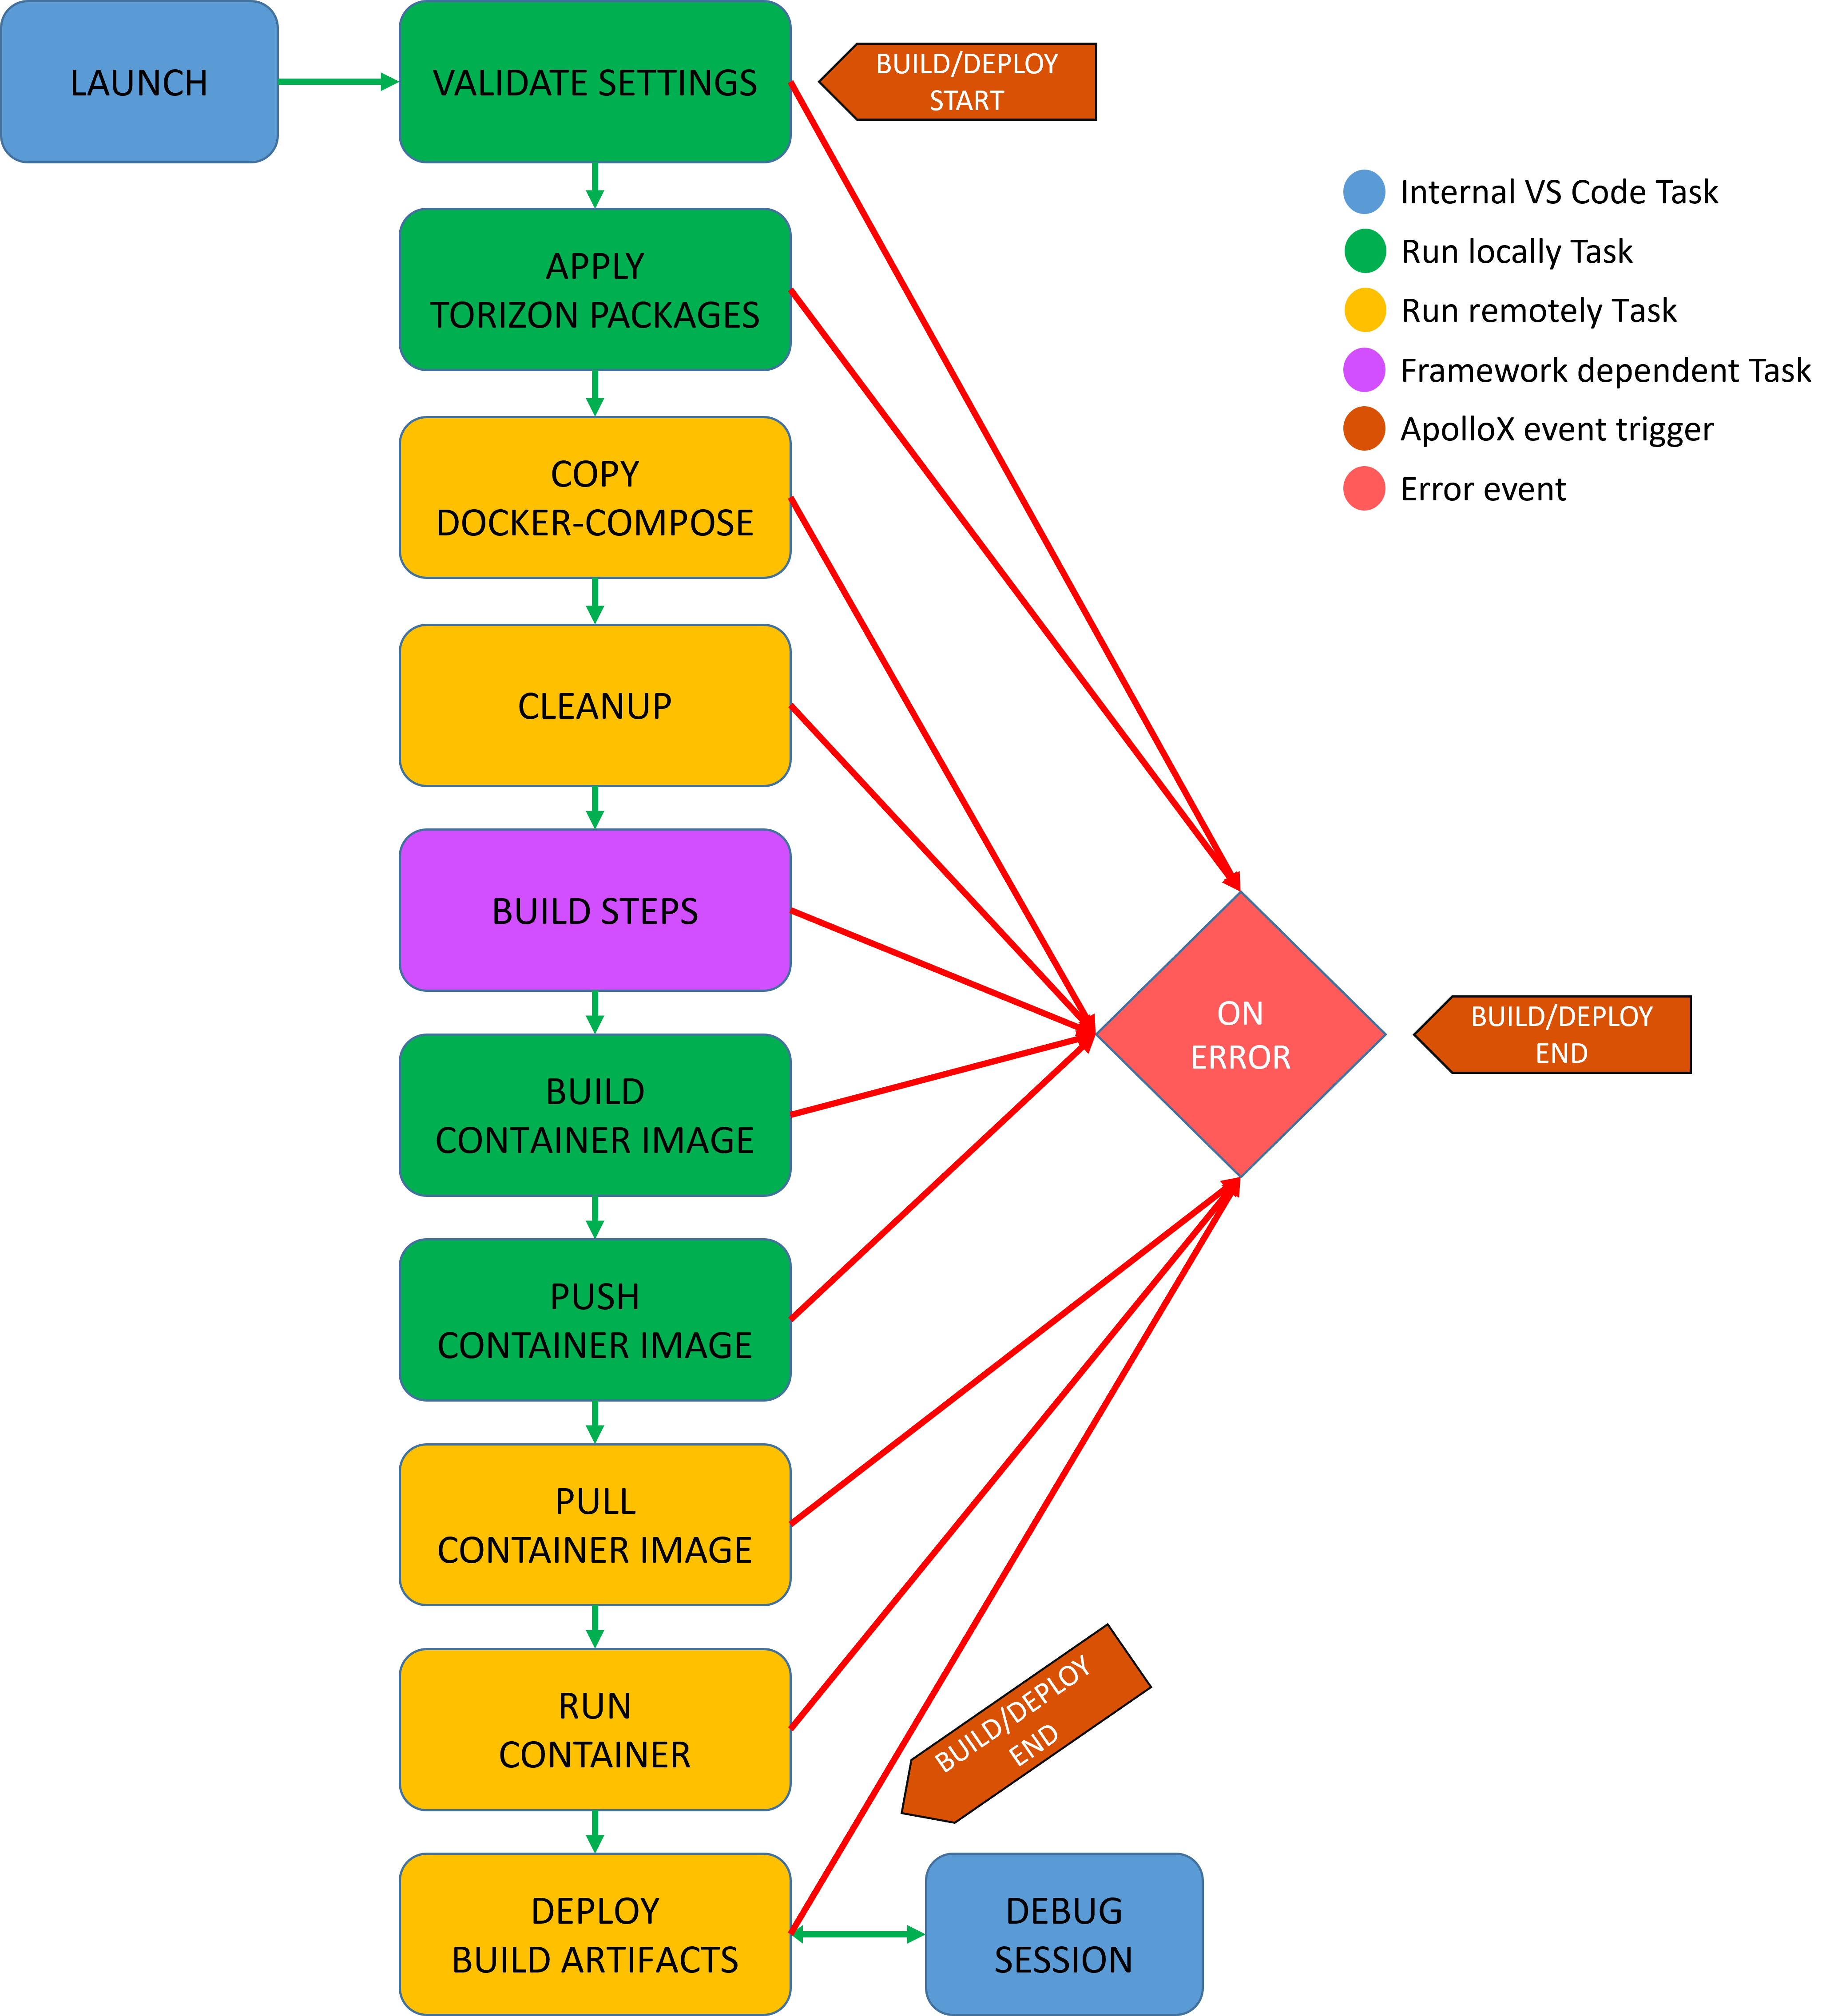 LAUNCH
VALIDATE SETTINGS
BUILD/DEPLOY
START
Internal VS Code Task
Run locally Task
Run remotely Task
Framework dependent Task
ApolloX event trigger
Error event
APPLY
TORIZON PACKAGES
COPY
DOCKER-COMPOSE
CLEANUP
BUILD STEPS
ON
ERROR
BUILD/DEPLOY
END
BUILD
CONTAINER IMAGE
PUSH
CONTAINER IMAGE
PULL
CONTAINER IMAGE
RUN
CONTAINER
BUILD/DEPLOY
END
DEPLOY
BUILD ARTIFACTS
DEBUG
SESSION